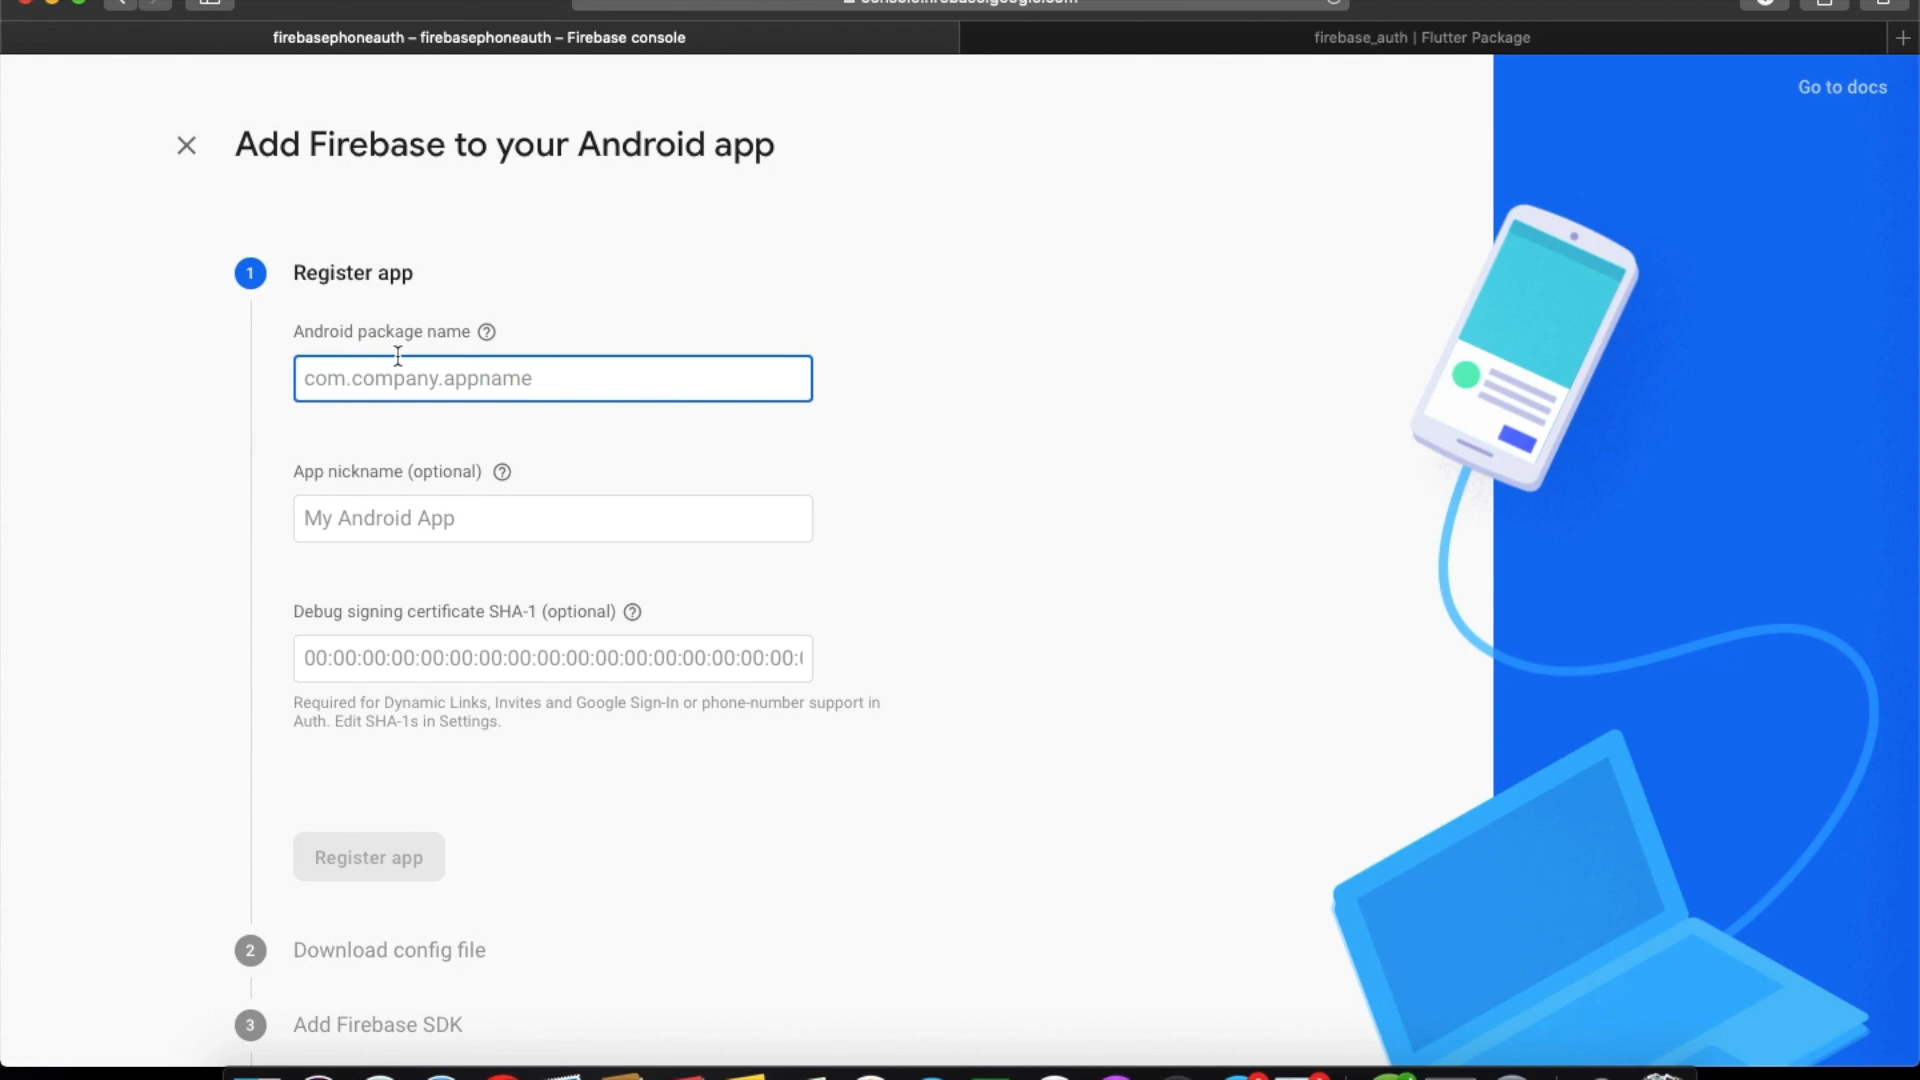 firebasephoneauth – firebasephoneauth – Firebase console
firebase_auth | Flutter Package
Go to docs
Add Firebase to your Android app
1
Register app
Android package name
com.company.appname
App nickname (optional)
My Android App
Debug signing certificate SHA-1 (optional)
00:00:00:00:00:00:00:00:00:00:00:00:00:00:00:00:00:
Required for Dynamic Links, Invites and Google Sign-In or phone-number support in
Auth. Edit SHA-1s in Settings.
Register app
2
Download config file
3
Add Firebase SDK